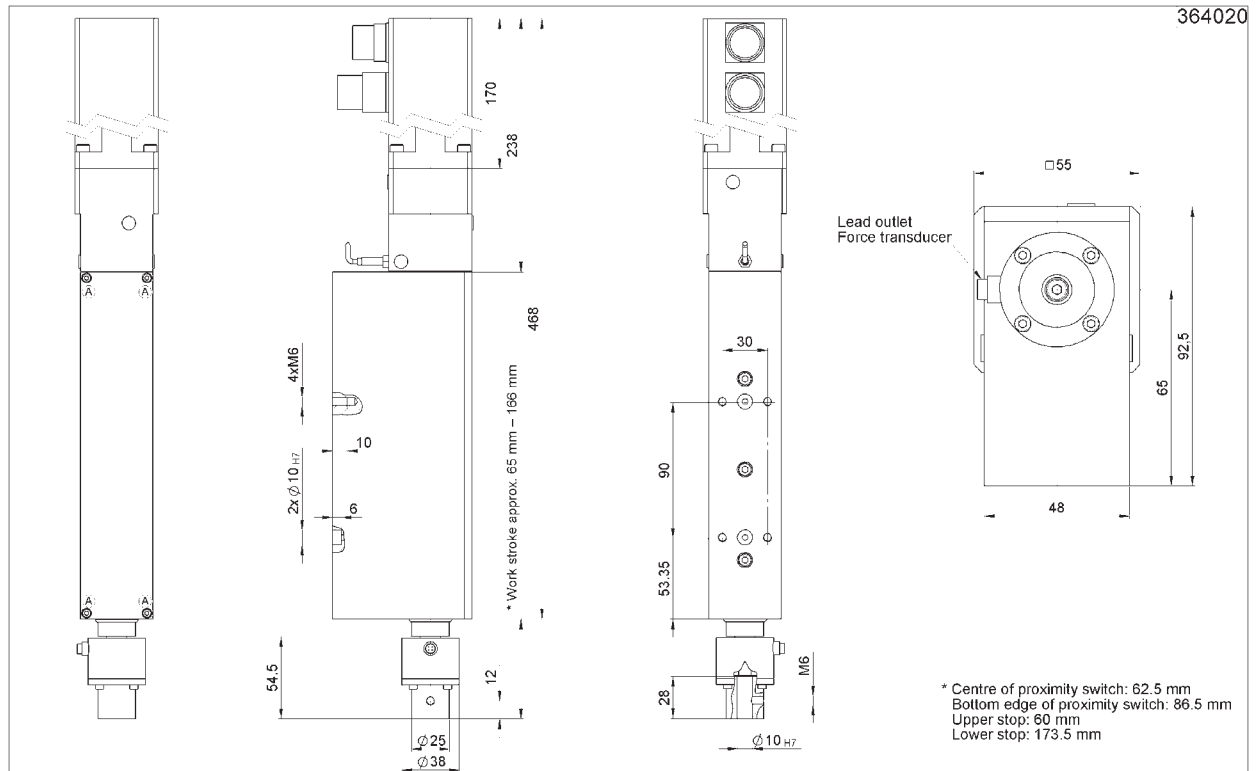 364020
170
238
468
4xM6
10
2x Ø 10 H7
6
* Work stroke approx. 65 mm – 166 mm
54.5
12
Ø 25
Ø 38
30
90
53.35
28
M6
Ø 10 H7
□ 55
Lead outlet
Force transducer
65
92,5
48
A A
A A
* Centre of proximity switch: 62.5 mm
Bottom edge of proximity switch: 86.5 mm
Upper stop: 60 mm
Lower stop: 173.5 mm